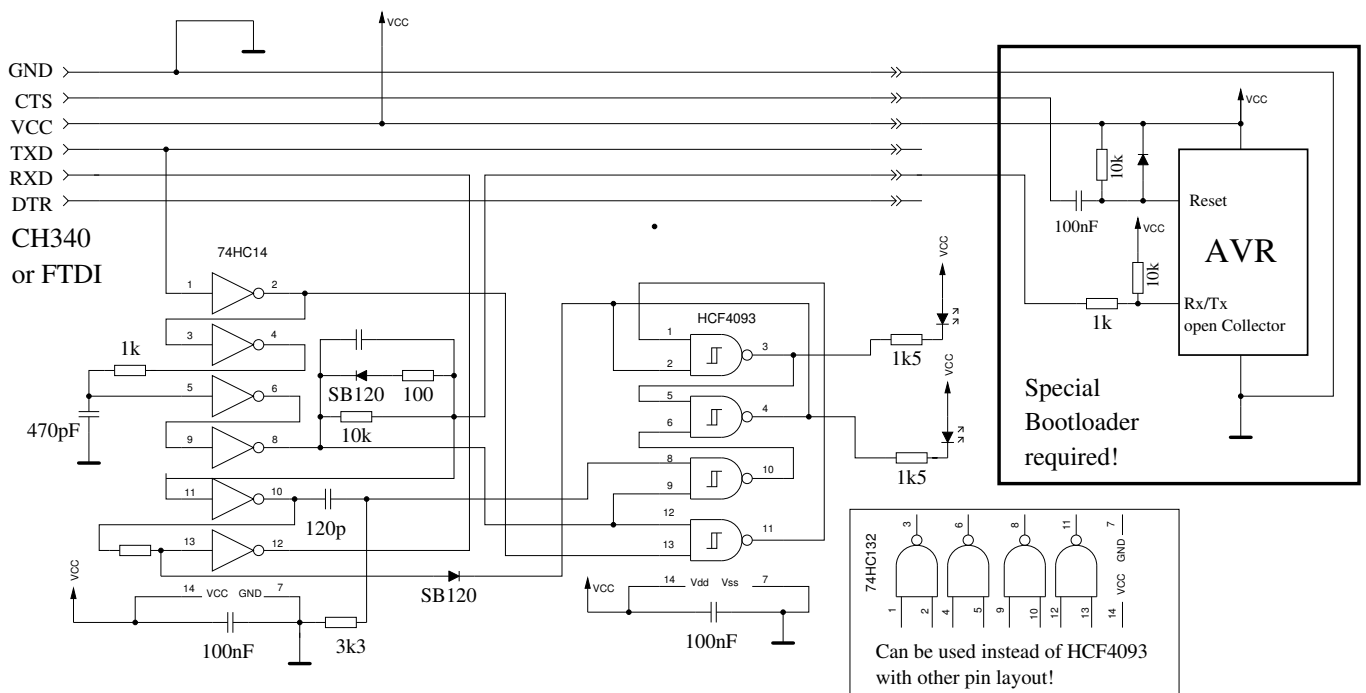 VCC
GND
CTS
VCC
TXD
RXD
DTR
CH340
or FTDI
VCC
10k
100nF
Reset
VCC
10k
AVR
Rx/Tx
open Collector
1k
Special
Bootloader
required!
74HC14
1
2
3
4
1k
5
6
470pF
9
8
SB120
100
10k
11
10
120p
13
12
SB120
VCC
14
VCC
GND
7
100nF
3k3
HCF4093
1
2
3
5
6
4
8
9
10
12
13
11
VCC
1k5
VCC
1k5
VCC
14
Vdd
Vss
7
100nF
74HC132
3
6
8
11
7
GND
VCC
1
2
4
5
9
10
12
13
14
Can be used instead of HCF4093
with other pin layout!